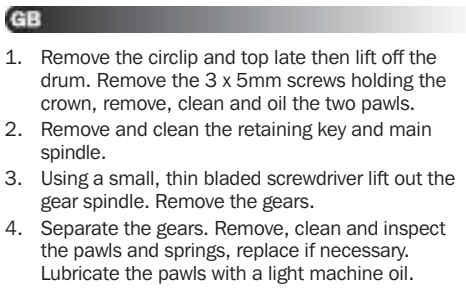 GB
1. Remove the circlip and top late then lift off the
drum. Remove the 3 x 5mm screws holding the
crown, remove, clean and oil the two pawls.
2. Remove and clean the retaining key and main
spindle.
3. Using a small, thin bladed screwdriver lift out the
gear spindle. Remove the gears.
4. Separate the gears. Remove, clean and inspect
the pawls and springs, replace if necessary.
Lubricate the pawls with a light machine oil.